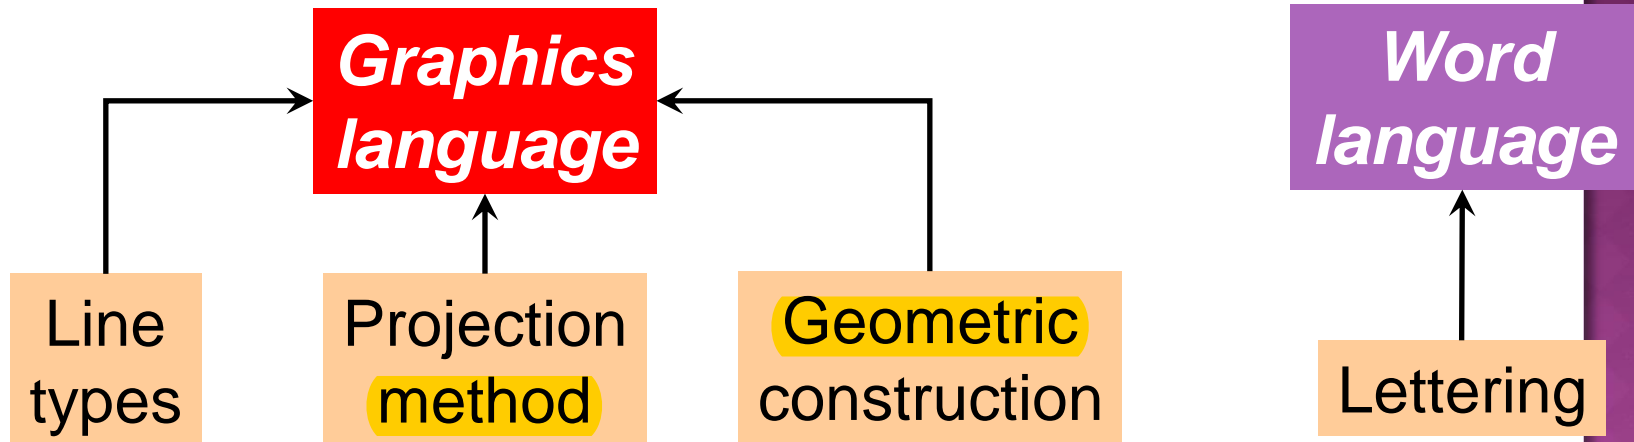 Graphics
language
Word
language
Line
types
Projection
method
Geometric
construction
Lettering